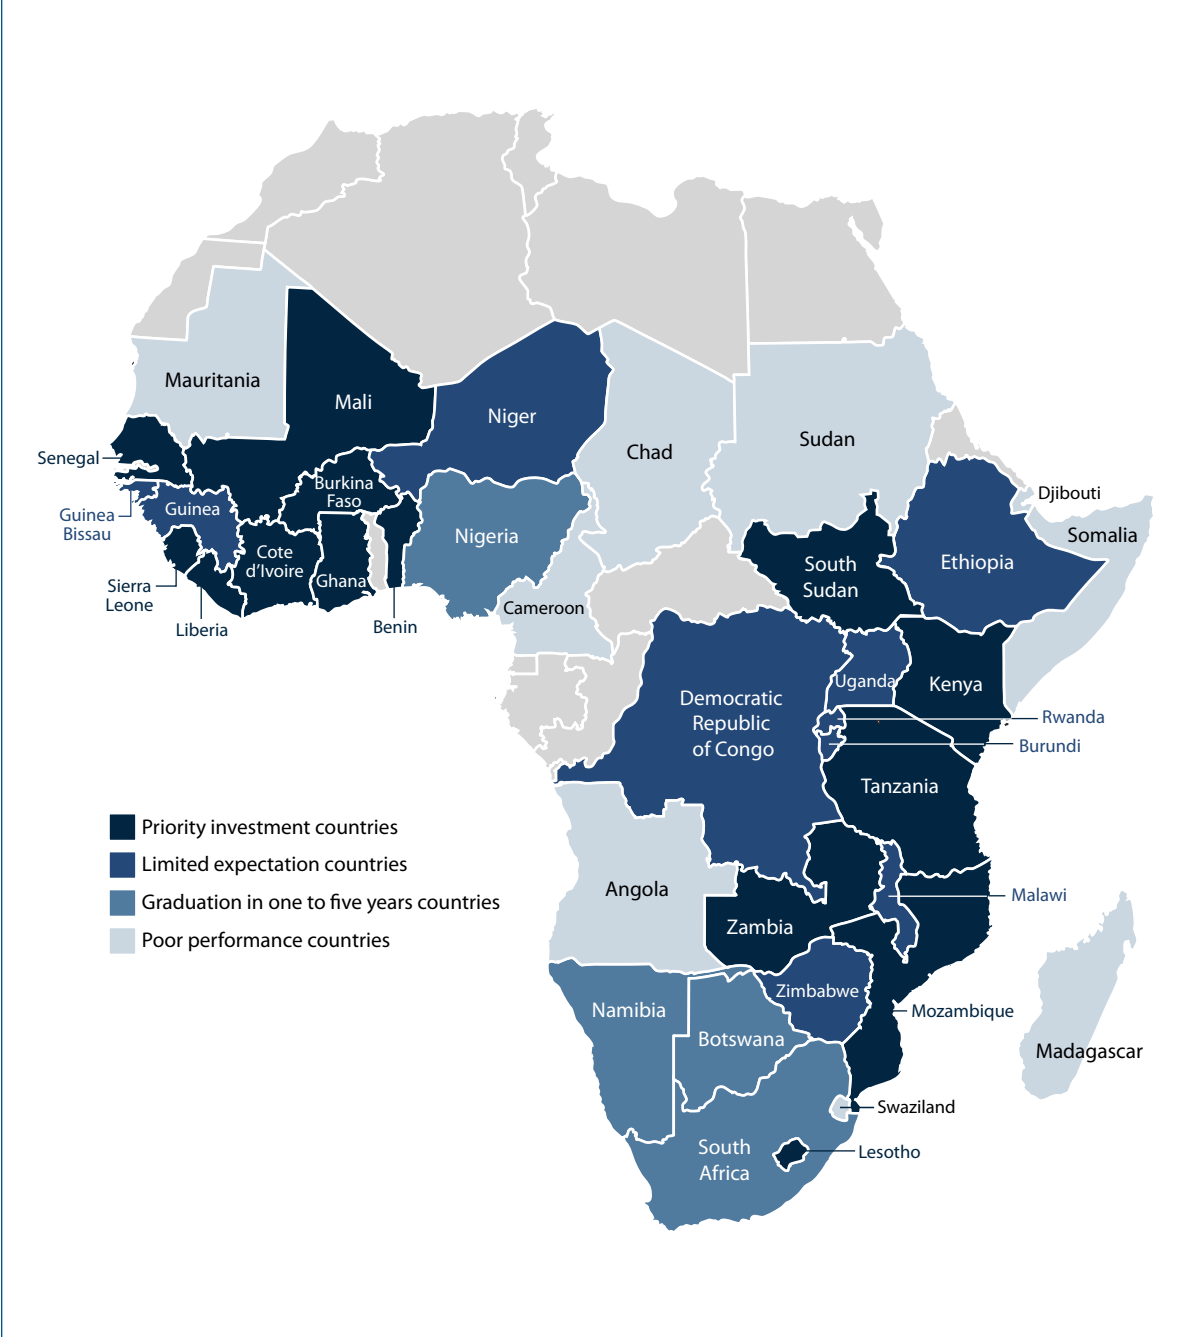 Mauritania
Mali
Niger
Chad
Sudan
Senegal
Burkina
Faso
Guinea
Guinea
Bissau
Djibouti
Somalia
Nigeria
Cote
d’Ivoire
Ghana
South
Sudan
Ethiopia
Sierra
Leone
Liberia
Benin
Cameroon
Uganda
Kenya
Democratic
Republic
of Congo
Rwanda
Burundi
Tanzania
Priority investment countries
Limited expectation countries
Graduation in one to five years countries
Poor performance countries
Angola
Malawi
Zambia
Zimbabwe
Namibia
Mozambique
Botswana
Madagascar
Swaziland
South
Africa
Lesotho